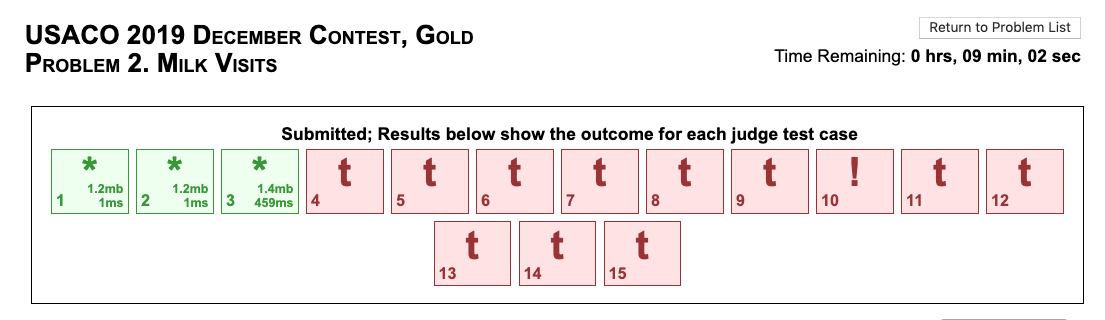 USACO 2019 December Contest, Gold
Problem 2. Milk Visits
Return to Problem List
Time Remaining: 0 hrs, 09 min, 02 sec
Submitted; Results below show the outcome for each judge test case
* * * t t t t t t ! t t
1.2mb 1.2mb 1.4mb
1 1ms 2 1ms 3 459ms 4 5 6 7 8 9 10 11 12
t t t
13 14 15